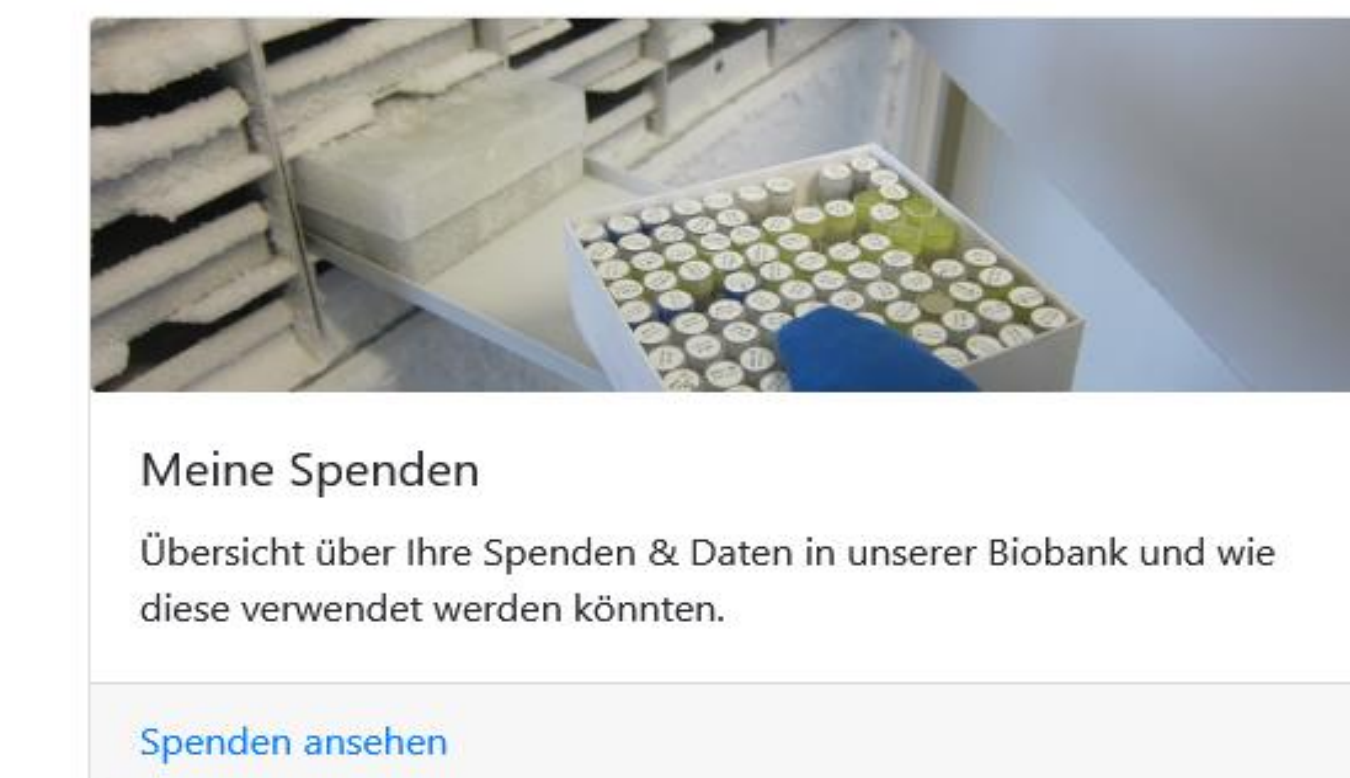 Meine Spenden
Übersicht über Ihre Spenden & Daten in unserer Biobank und wie
diese verwendet werden könnten.
Spenden ansehen